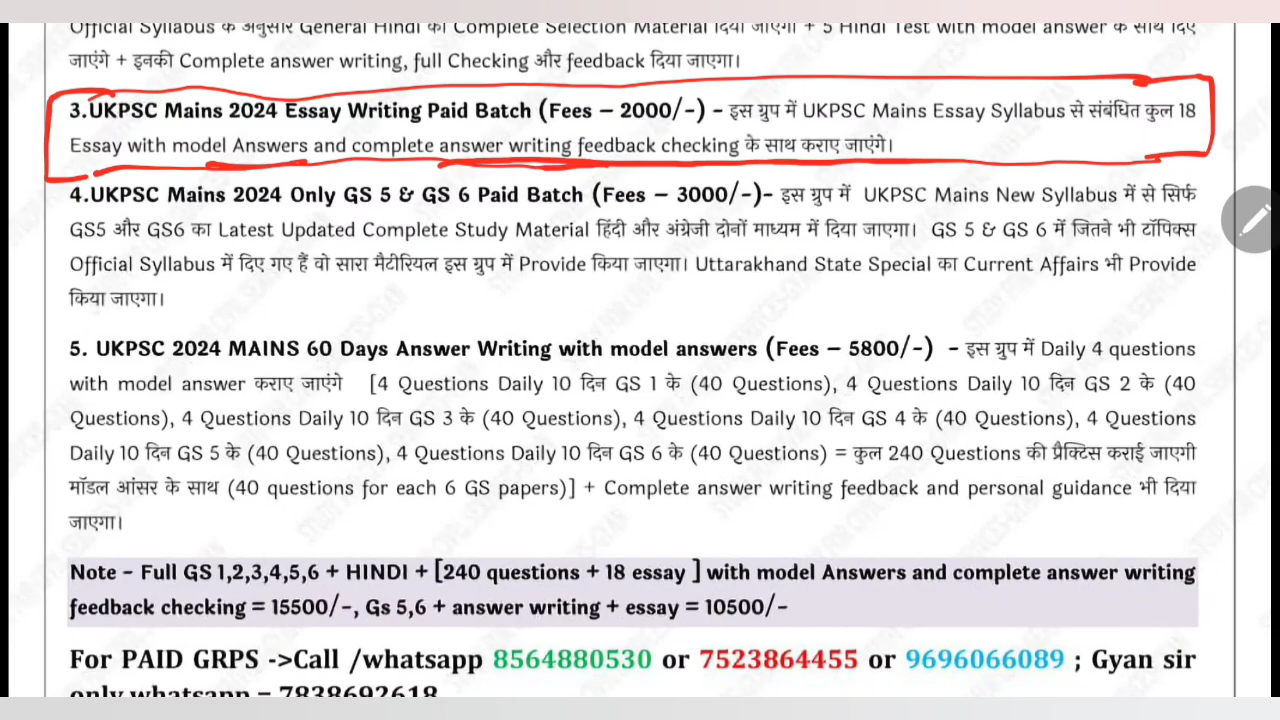 Official Syllabus के अनुसार General Hindi का Complete Selection Material दिया जाएगा + 5 Hindi Test with model answer के साथ दिए
जाएंगे + इनकी Complete answer writing, full Checking और feedback दिया जाएगा।
3.UKPSC Mains 2024 Essay Writing Paid Batch (Fees – 2000/-) - इस ग्रुप में UKPSC Mains Essay Syllabus से संबंधित कुल 18
Essay with model Answers and complete answer writing feedback checking के साथ कराए जाएंगे।
4.UKPSC Mains 2024 Only GS 5 & GS 6 Paid Batch (Fees – 3000/-)- इस ग्रुप में UKPSC Mains New Syllabus में से सिर्फ
GS5 और GS6 का Latest Updated Complete Study Material हिंदी और अंग्रेजी दोनों माध्यम में दिया जाएगा। GS 5 & GS 6 में जितने भी टॉपिक्स
Official Syllabus में दिए गए हैं वो सारा मैटीरियल इस ग्रुप में Provide किया जाएगा। Uttarakhand State Special का Current Affairs भी Provide
किया जाएगा।
5. UKPSC 2024 MAINS 60 Days Answer Writing with model answers (Fees – 5800/-) - इस ग्रुप में Daily 4 questions
with model answer कराए जाएंगे [4 Questions Daily 10 दिन GS 1 के (40 Questions), 4 Questions Daily 10 दिन GS 2 के (40
Questions), 4 Questions Daily 10 दिन GS 3 के (40 Questions), 4 Questions Daily 10 दिन GS 4 के (40 Questions), 4 Questions
Daily 10 दिन GS 5 के (40 Questions), 4 Questions Daily 10 दिन GS 6 के (40 Questions) = कुल 240 Questions की प्रैक्टिस कराई जाएगी
मॉडल आंसर के साथ (40 questions for each 6 GS papers)] + Complete answer writing feedback and personal guidance भी दिया
जाएगा।
Note - Full GS 1,2,3,4,5,6 + HINDI + [240 questions + 18 essay ] with model Answers and complete answer writing
feedback checking = 15500/-, Gs 5,6 + answer writing + essay = 10500/-
For PAID GRPS ->Call /whatsapp 8564880530 or 7523864455 or 9696066089 ; Gyan sir
only whatsapp = 7838692618